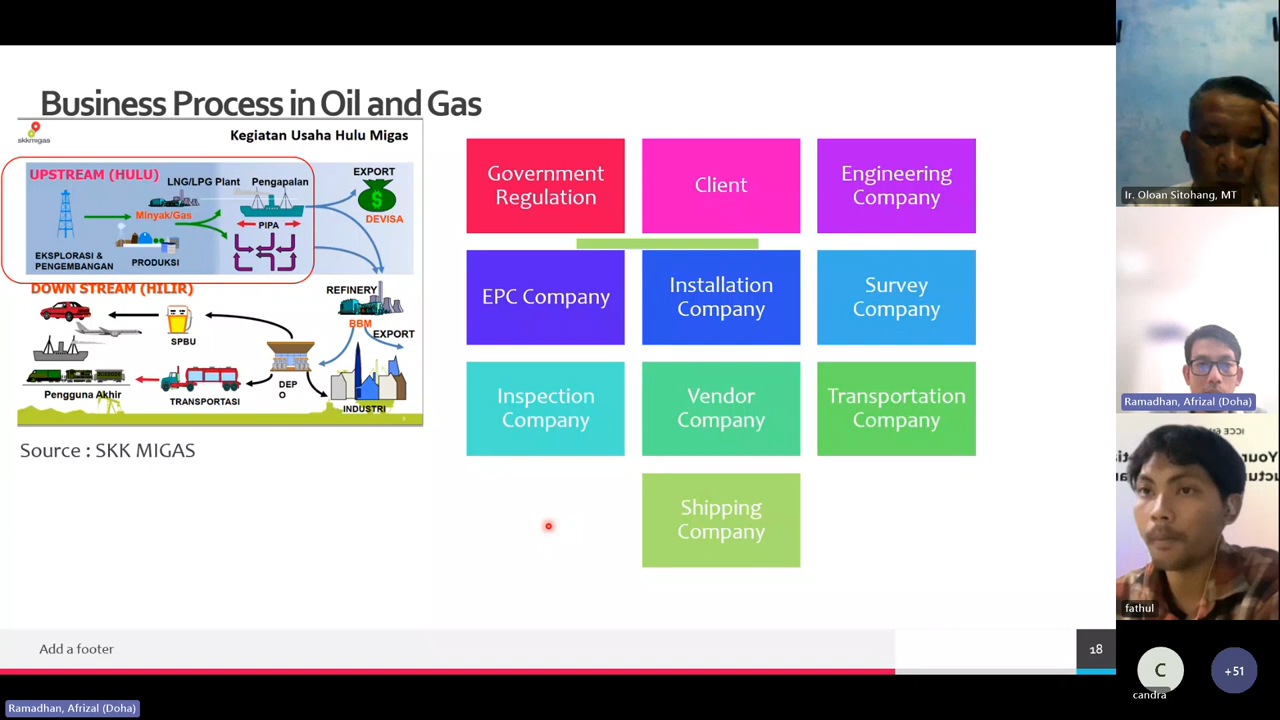 Business Process in Oil and Gas
skkmigas
Kegiatan Usaha Hulu Migas
UPSTREAM (HULU)
LNG/LPG Plant
Pengapalan
EXPORT
Minyak/Gas
PIPA
DEVISA
EKSPLORASI &
PENGEMBANGAN
PRODUKSI
DOWN STREAM (HILIR)
REFINERY
BBM
EXPORT
SPBU
DEP
O
Pengguna Akhir
TRANSPORTASI
INDUSTRI
Source : SKK MIGAS
Government
Regulation
Client
Engineering
Company
EPC Company
Installation
Company
Survey
Company
Inspection
Company
Vendor
Company
Transportation
Company
Shipping
Company
Add a footer
18
Ramadhan, Afrizal (Doha)
Ir. Oloan Sitohang, MT
Ramadhan, Afrizal (Doha)
fathul
C
candra
+51